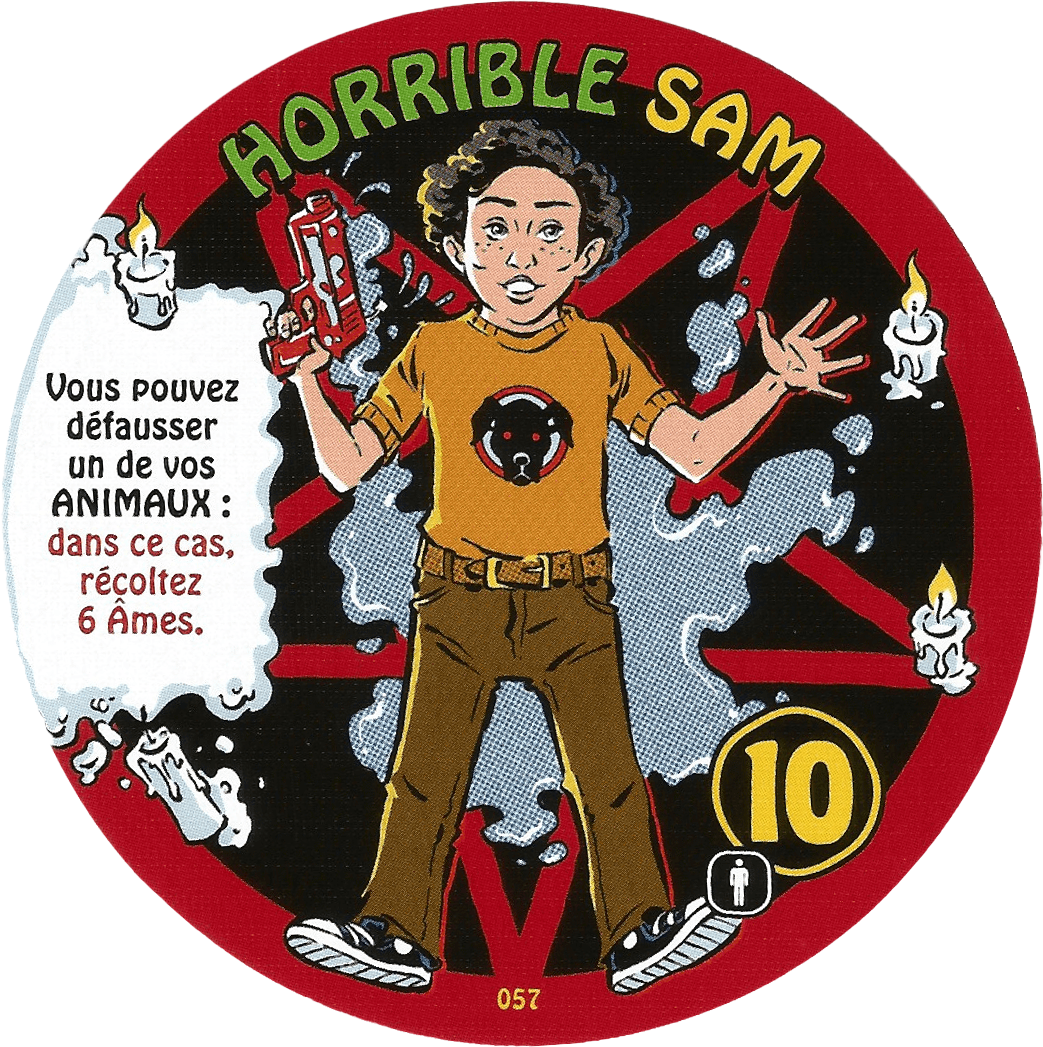 HORRIBLE SAM
Vous pouvez
défausser
un de vos
ANIMAUX :
dans ce cas,
récoltez
6 Âmes.
10
057